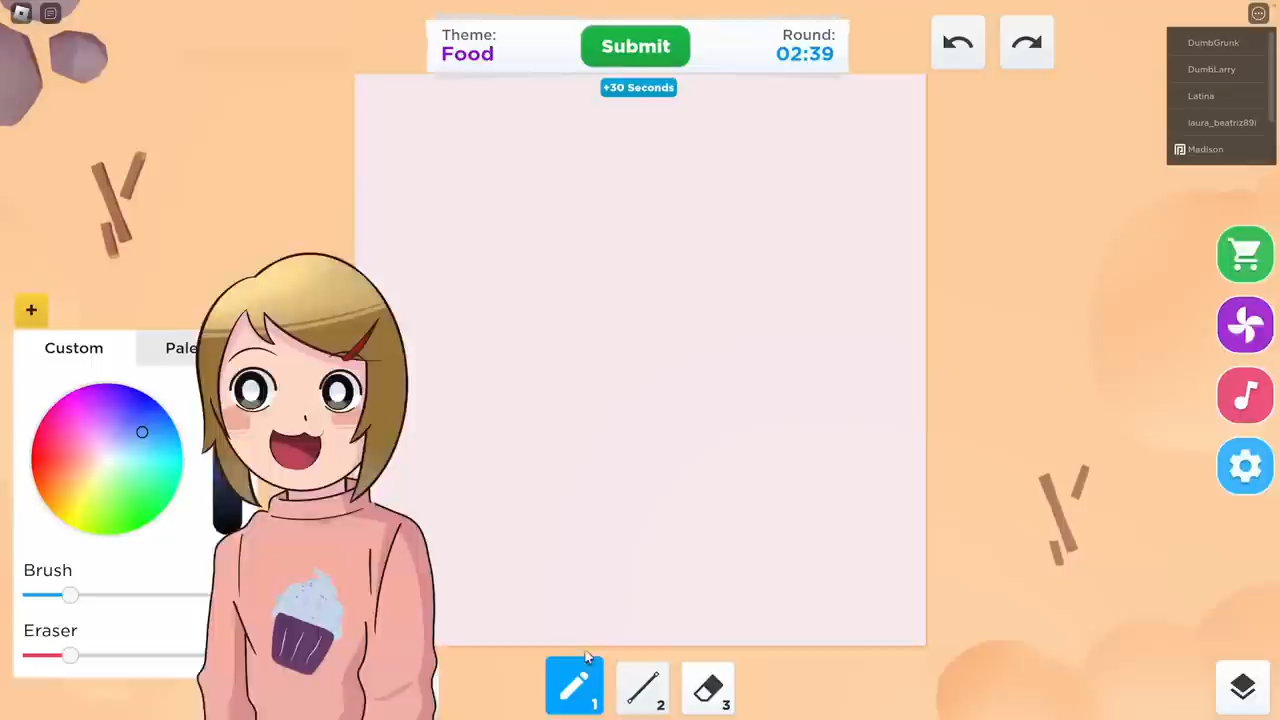 Theme:
Food
Submit
Round:
02:39
+30 Seconds
DumbGrunk
DumbLarry
Latina
laura_beatriz89i
Madison
+
Custom
Pale
Brush
Eraser
1
2
3